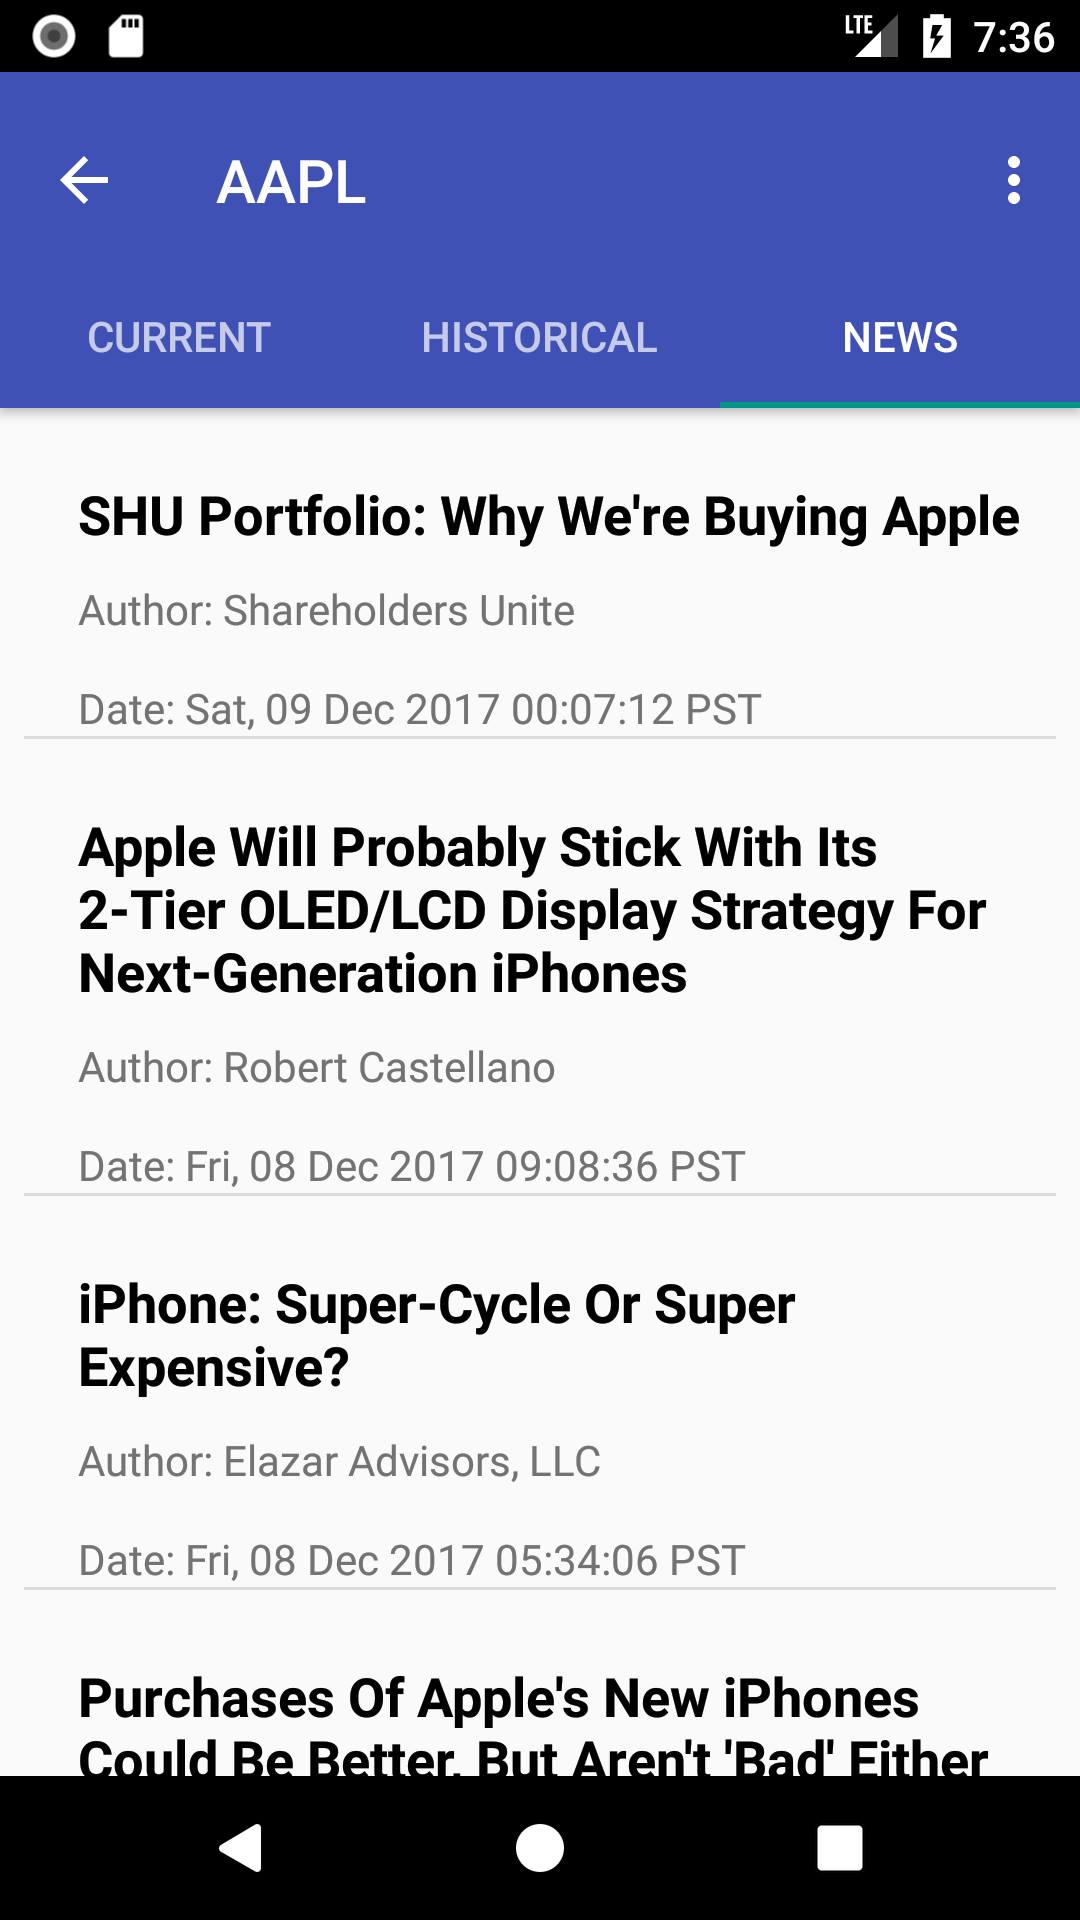 LTE 7:36
AAPL
CURRENT HISTORICAL NEWS
SHU Portfolio: Why We're Buying Apple
Author: Shareholders Unite
Date: Sat, 09 Dec 2017 00:07:12 PST
Apple Will Probably Stick With Its
2-Tier OLED/LCD Display Strategy For
Next-Generation iPhones
Author: Robert Castellano
Date: Fri, 08 Dec 2017 09:08:36 PST
iPhone: Super-Cycle Or Super
Expensive?
Author: Elazar Advisors, LLC
Date: Fri, 08 Dec 2017 05:34:06 PST
Purchases Of Apple's New iPhones
Could Be Better, But Aren't 'Bad' Either